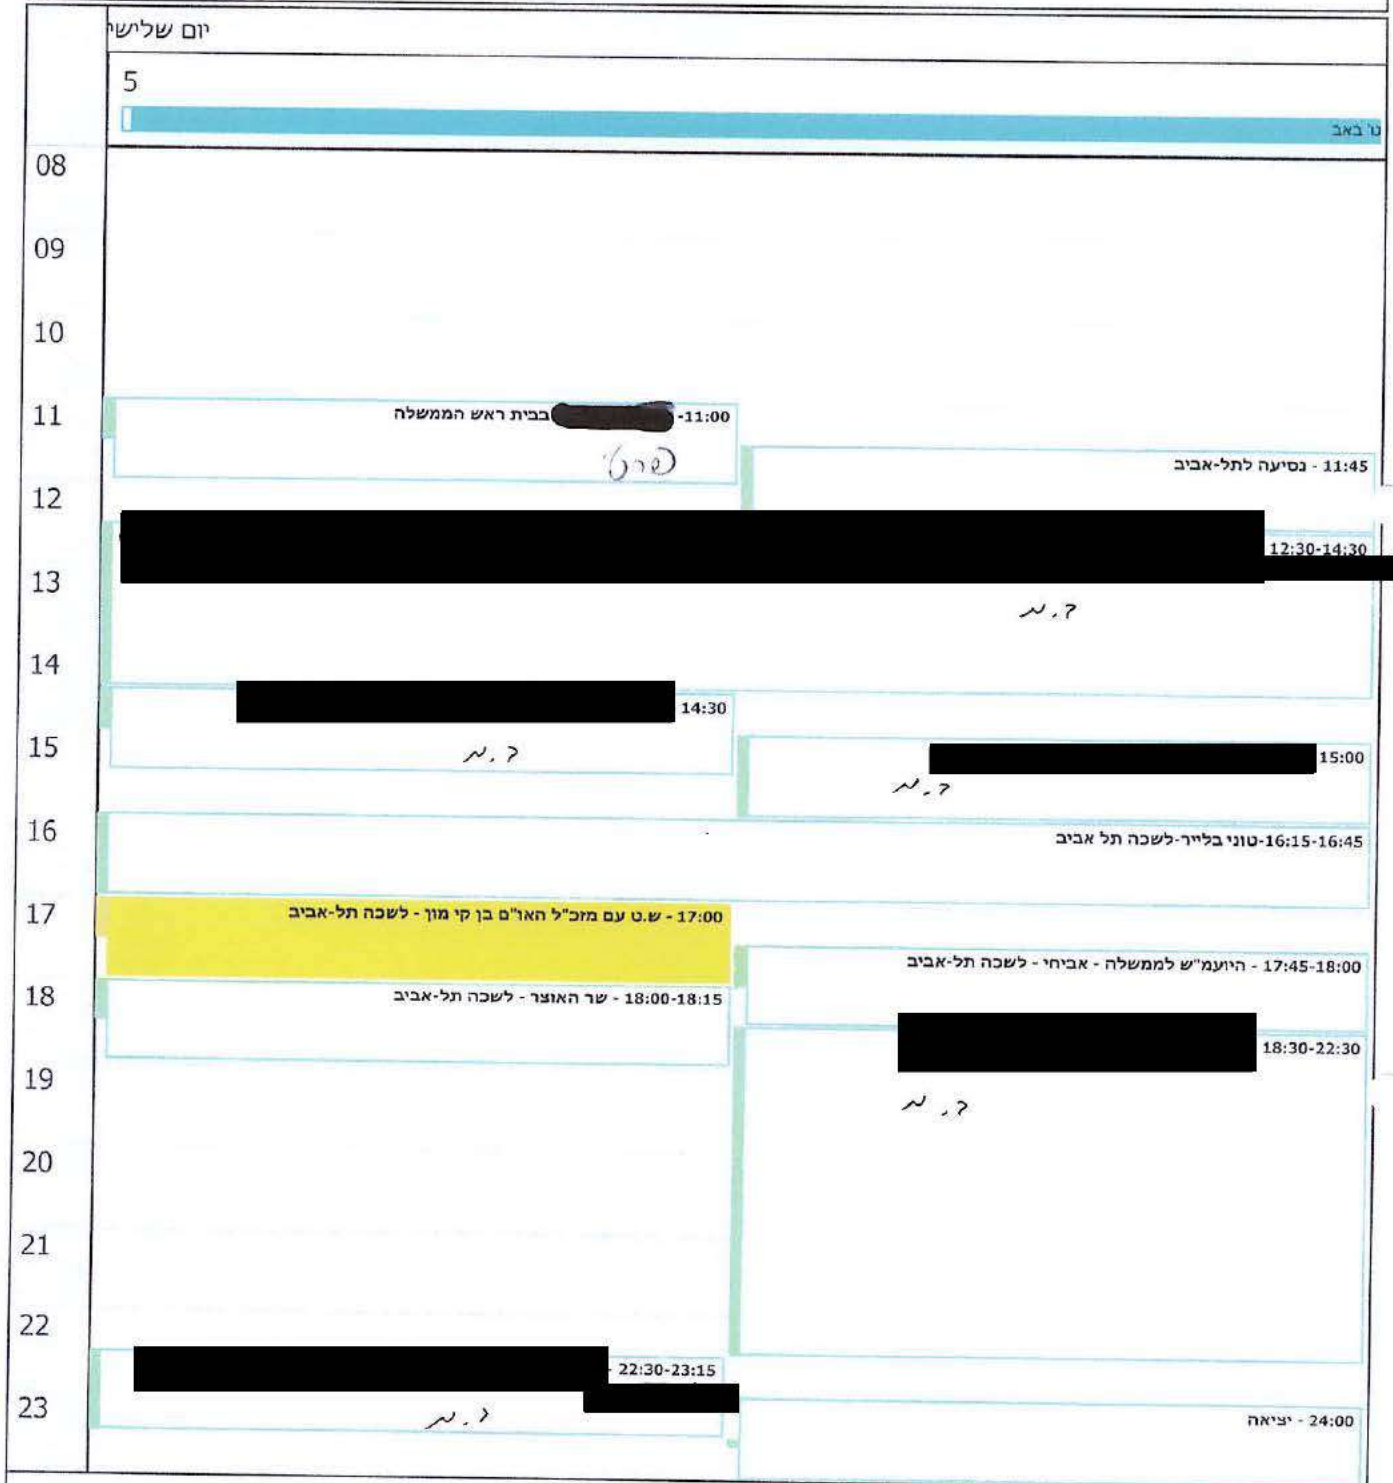 יום שלישי
5
ט' באב
08
09
10
11
11:00- בבית ראש הממשלה
פרטי
11:45 - נסיעה לתל-אביב
12
12:30-14:30
13
ב.מ
14
14:30
15
ב.מ
15:00
ב.מ
16
16:15-16:45-טוני בלייר-לשכה תל אביב
17
17:00 - ש.ט עם מזכ"ל האו"ם בן קי מון - לשכה תל-אביב
17:45-18:00 - היועמ"ש לממשלה - אביחי - לשכה תל-אביב
18
18:00-18:15 - שר האוצר - לשכה תל-אביב
18:30-22:30
19
ב.מ
20
21
22
22:30-23:15 -
23
ב.מ
24:00 - יציאה